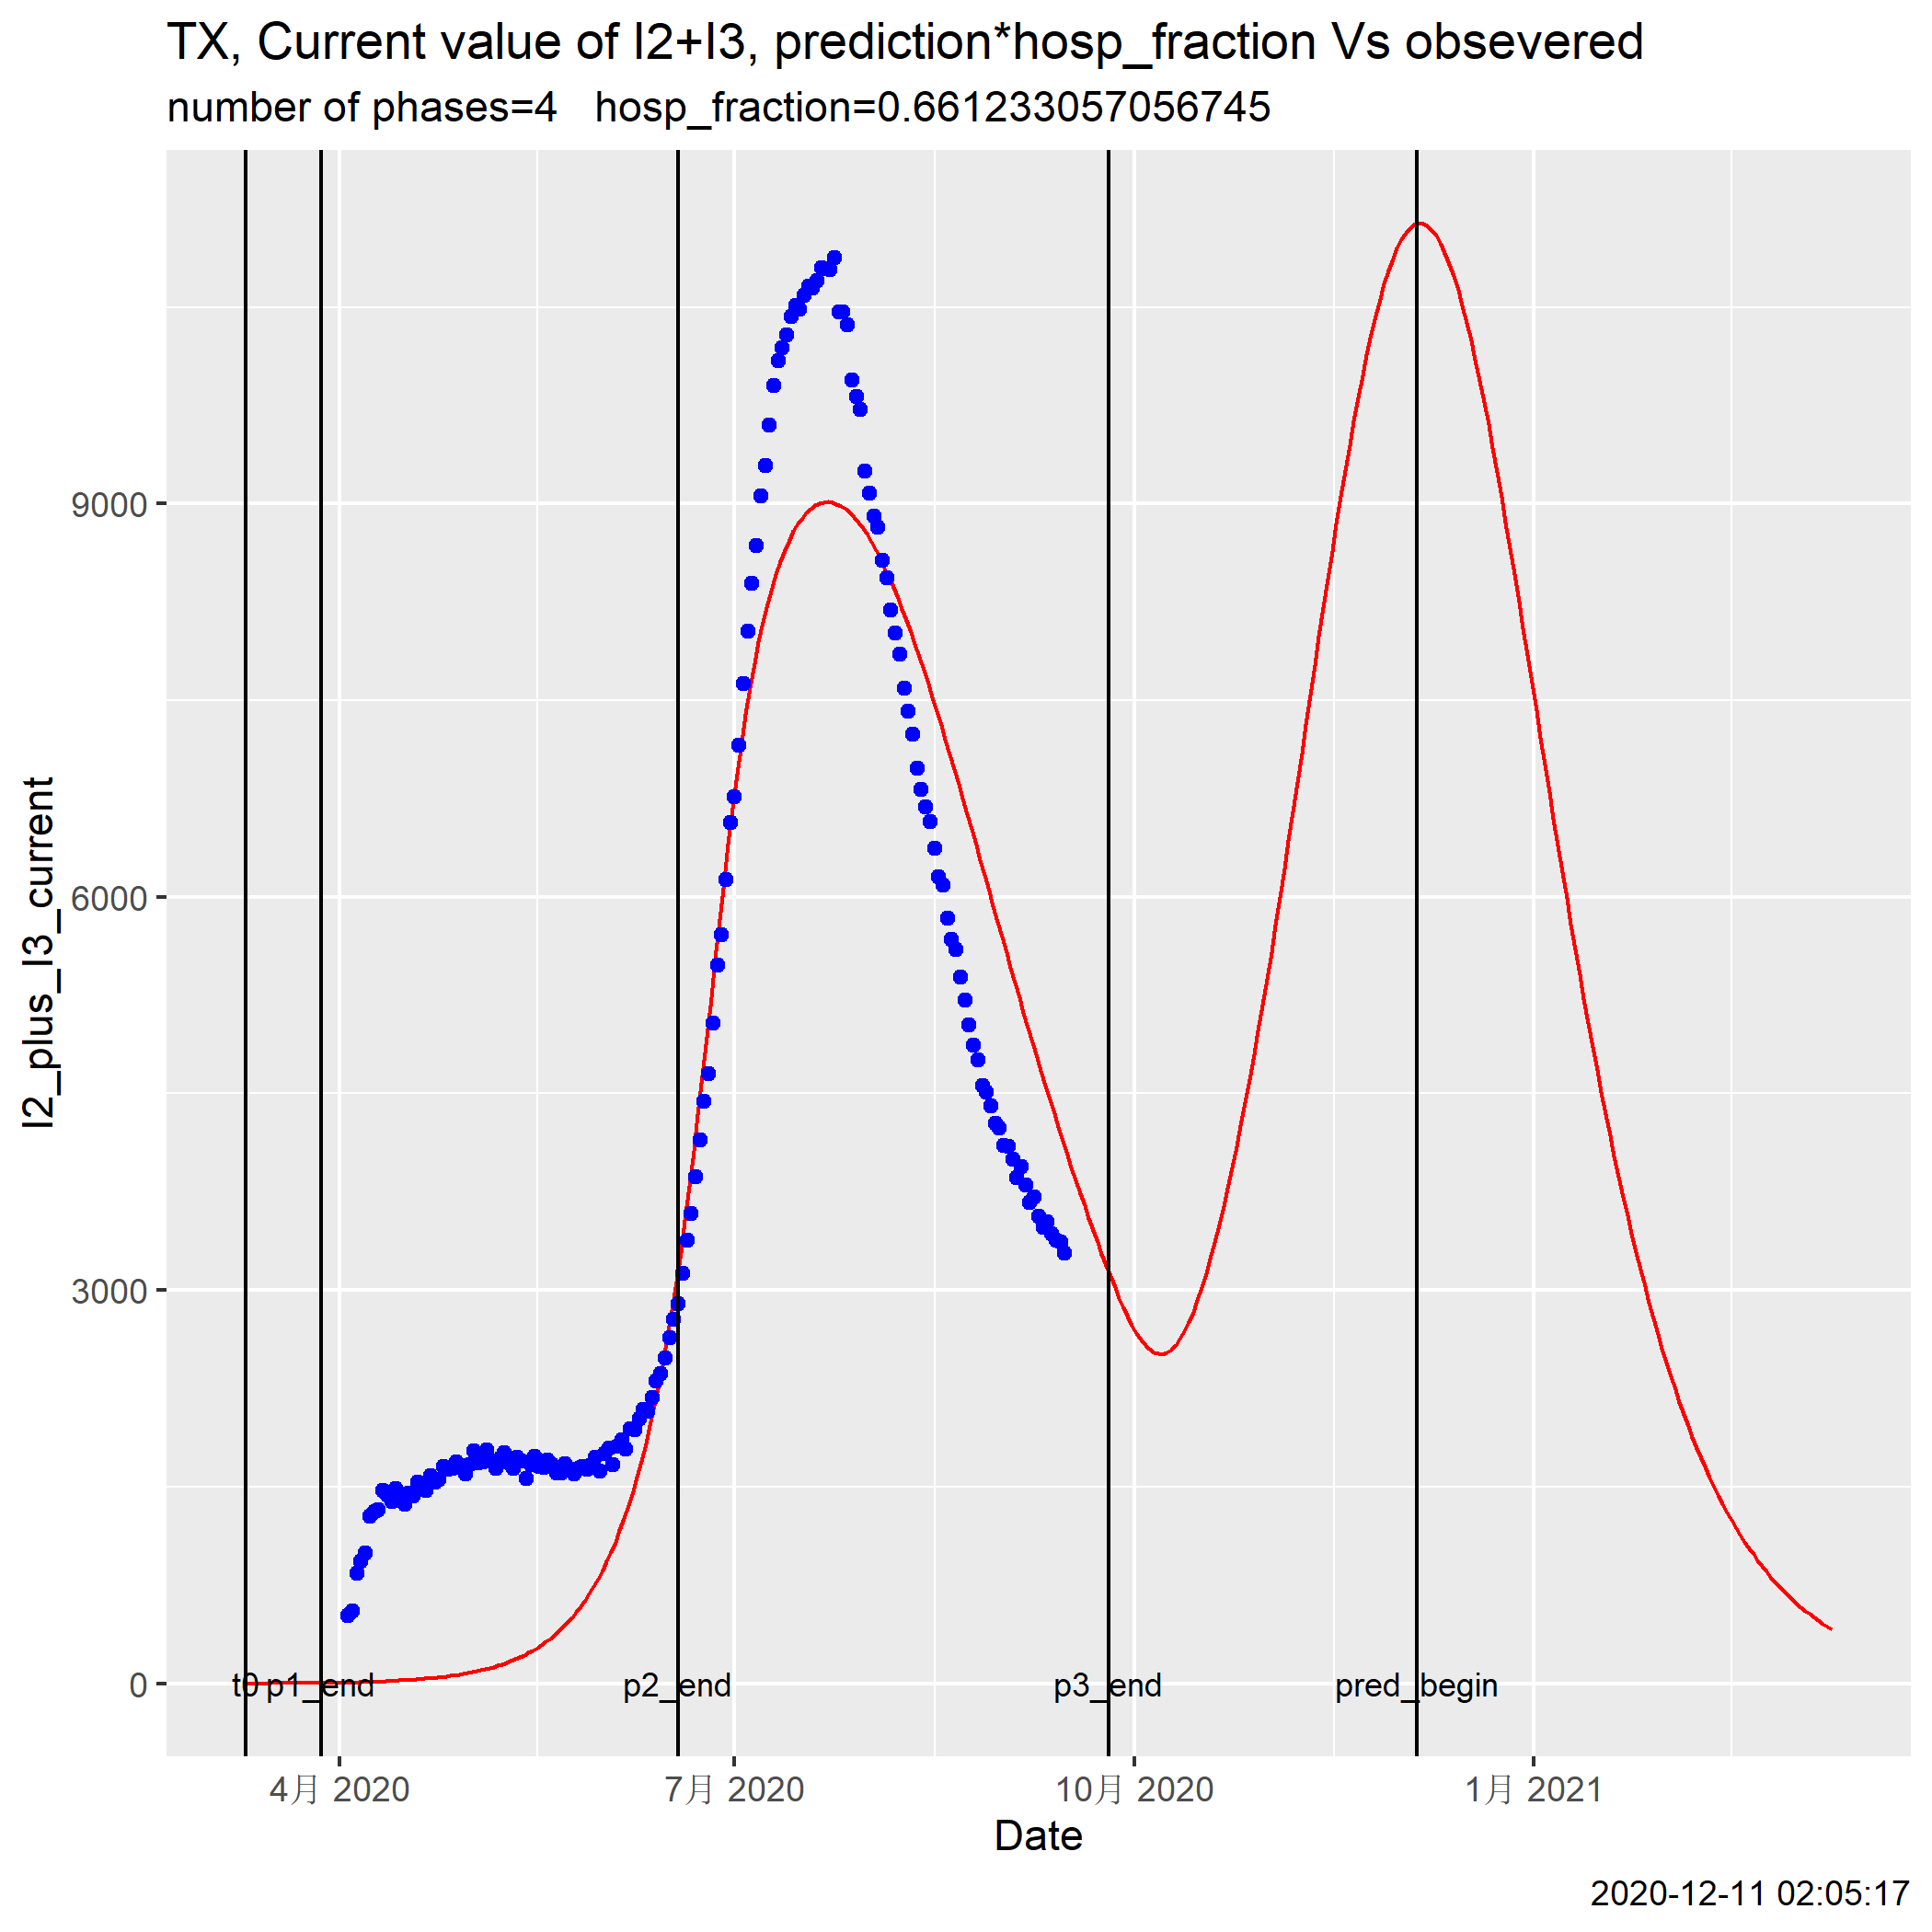 TX, Current value of I2+I3, prediction*hosp_fraction Vs obsevered
number of phases=4   hosp_fraction=0.661233057056745
I2_plus_I3_current
9000
6000
3000
0
t0 p1_end p2_end p3_end pred_begin
4月 2020 7月 2020 10月 2020 1月 2021
Date
2020-12-11 02:05:17